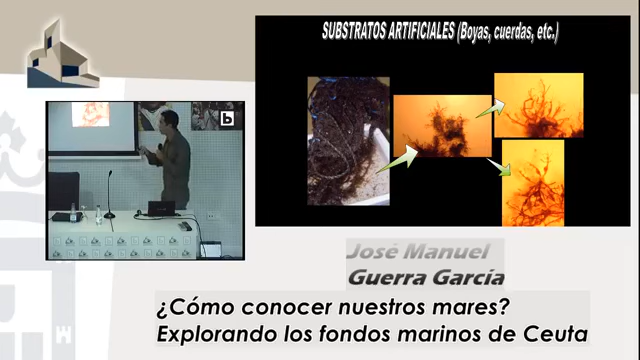 SUBSTRATOS ARTIFICIALES (Boyas, cuerdas, etc.)
b
José Manuel
Guerra García
¿Cómo conocer nuestros mares?
Explorando los fondos marinos de Ceuta